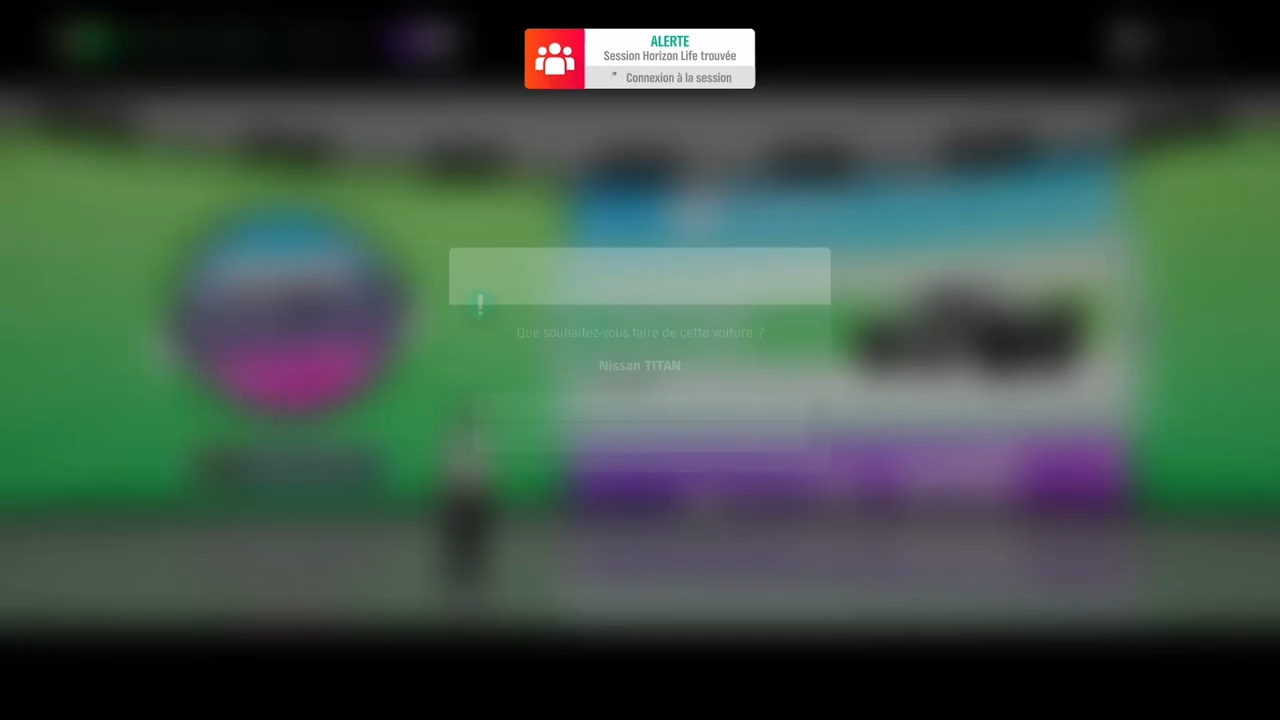 ALERTE
Session Horizon Life trouvée
Connexion à la session
!
Que souhaitez-vous faire de cette voiture ?
Nissan TITAN